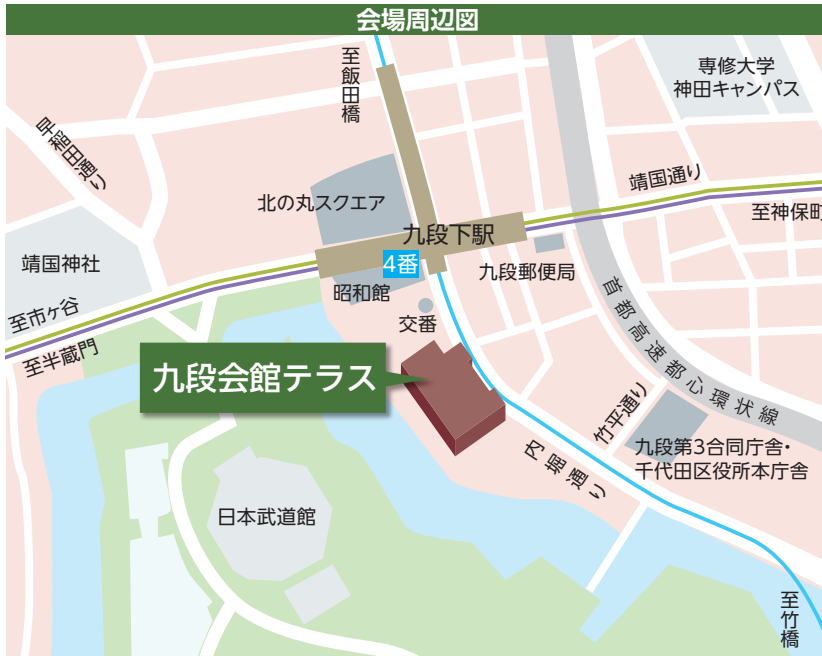 会場周辺図
至飯田橋
専修大学
神田キャンパス
早稲田通り
靖国通り
北の丸スクエア
至神保町
九段下駅
4番
九段郵便局
靖国神社
昭和館
交番
至市ヶ谷
至半蔵門
首都高速都心環状線
九段会館テラス
竹平通り
内堀通り
九段第3合同庁舎・
千代田区役所本庁舎
日本武道館
至竹橋